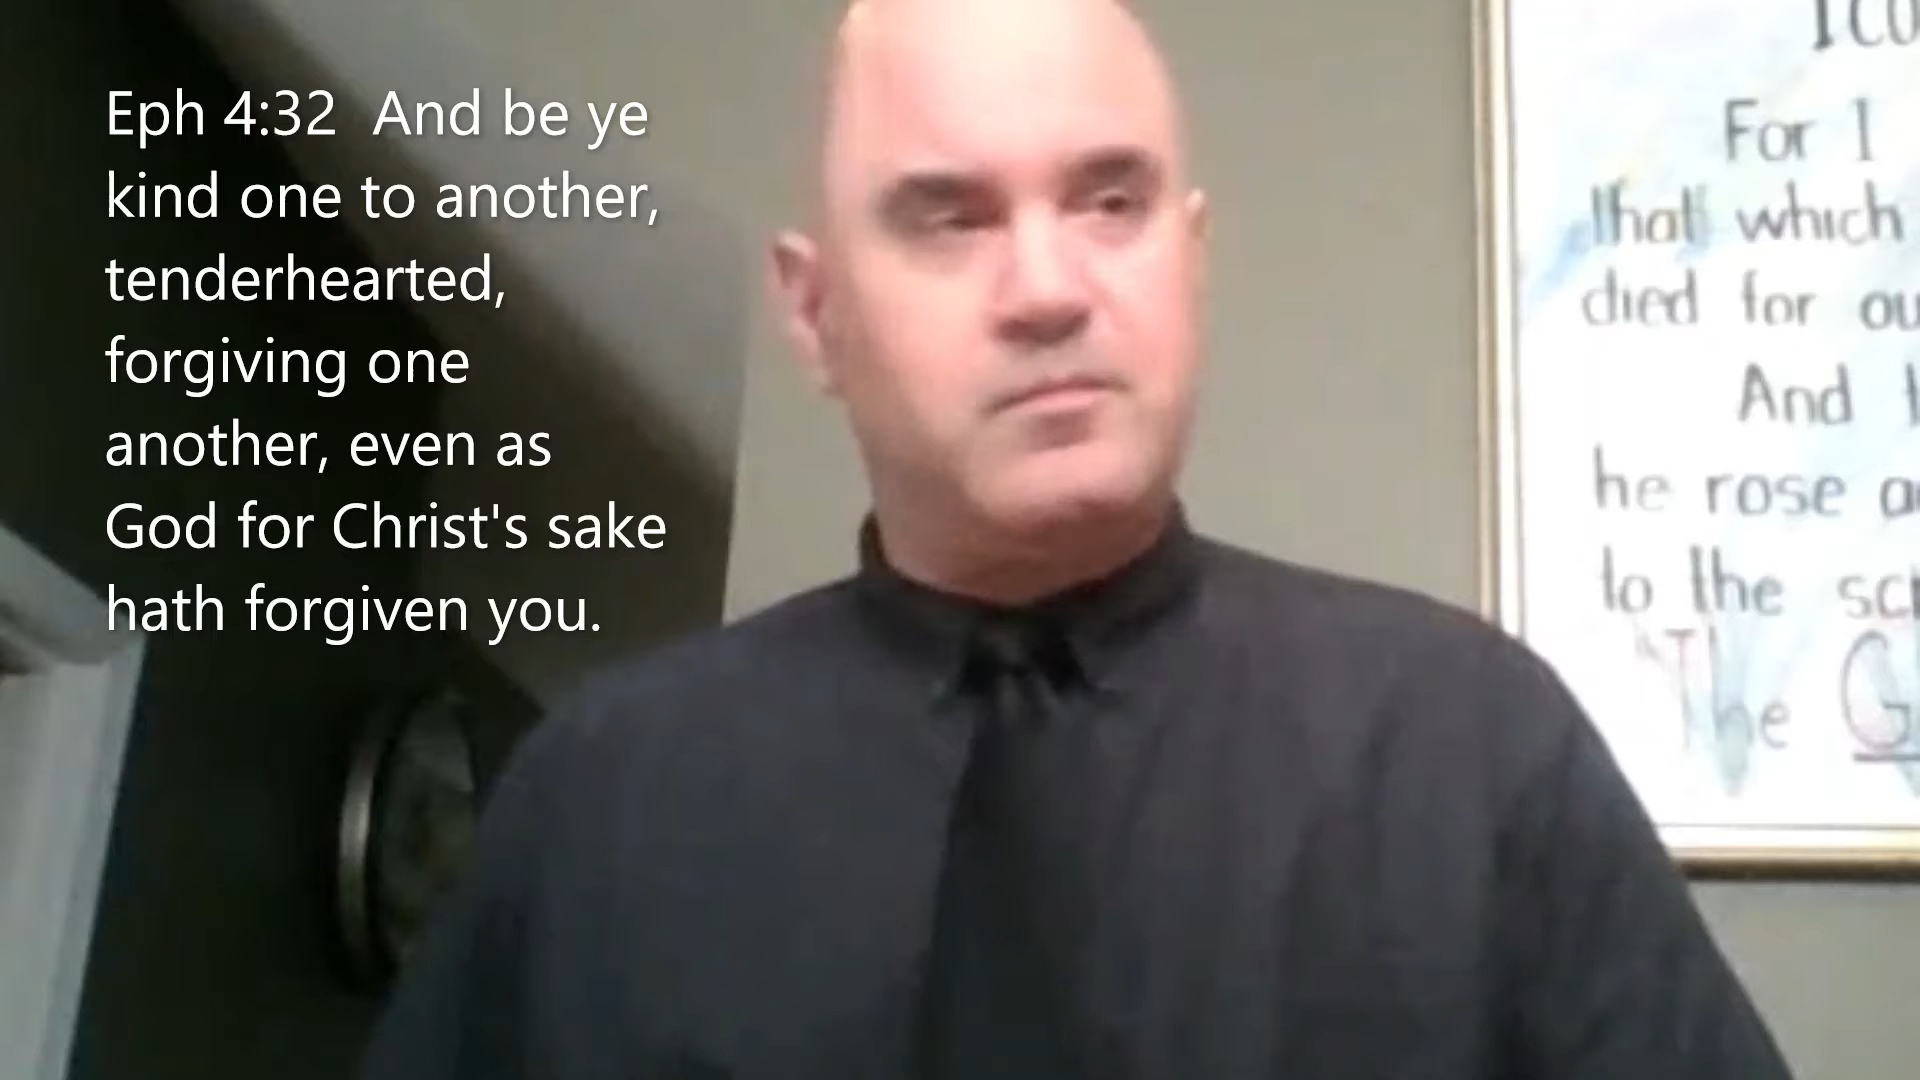 Eph 4:32  And be ye
kind one to another,
tenderhearted,
forgiving one
another, even as
God for Christ's sake
hath forgiven you.
For I
that which
died for
And
he rose
to the
"The